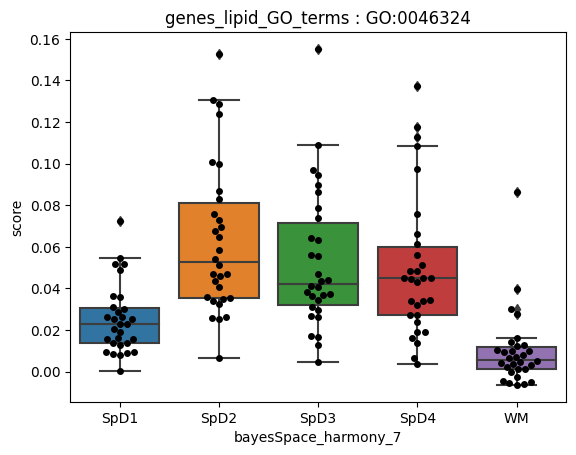 genes_lipid_GO_terms : GO:0046324
0.16
0.14
0.12
0.10
0.08
0.06
0.04
0.02
0.00
score
SpD1 SpD2 SpD3 SpD4 WM
bayesSpace_harmony_7